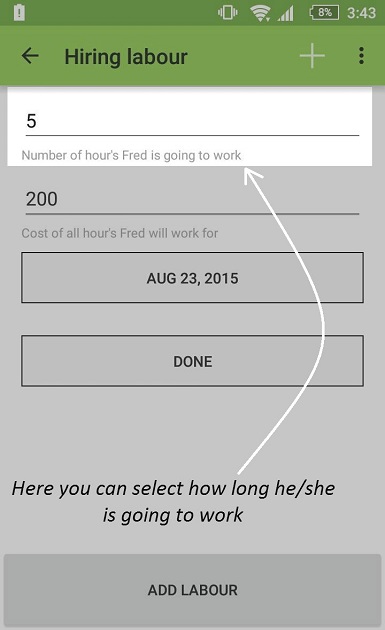 8% 3:43
Hiring labour
5
Number of hour's Fred is going to work
200
Cost of all hour's Fred will work for
AUG 23, 2015
DONE
Here you can select how long he/she
is going to work
ADD LABOUR